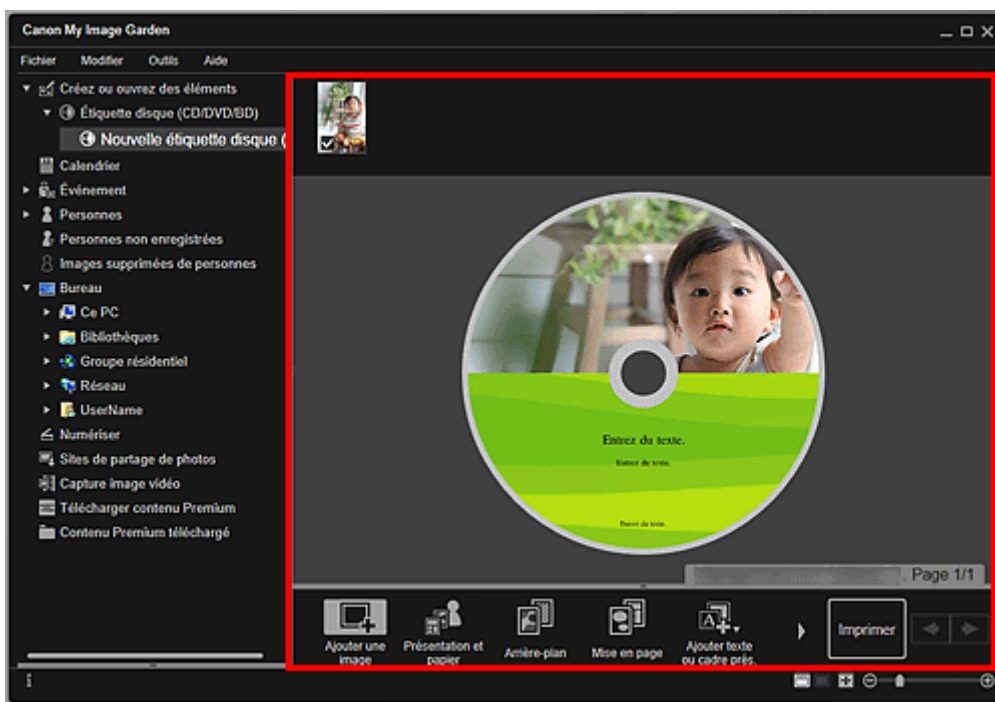 Canon My Image Garden
Fichier Modifier Outils Aide
Créez ou ouvrez des éléments
Étiquette disque (CD/DVD/BD)
Nouvelle étiquette disque (
Calendrier
Événement
Personnes
Personnes non enregistrées
Images supprimées de personnes
Bureau
Ce PC
Bibliothèques
Groupe résidentiel
Réseau
UserName
Numériser
Sites de partage de photos
Capture image vidéo
Télécharger contenu Premium
Contenu Premium téléchargé
Entrez du texte.
Entrez du texte.
Entrez du texte.
. Page 1/1
Ajouter une image
Présentation et papier
Arrière-plan
Mise en page
Ajouter texte ou cadre prés.
Imprimer